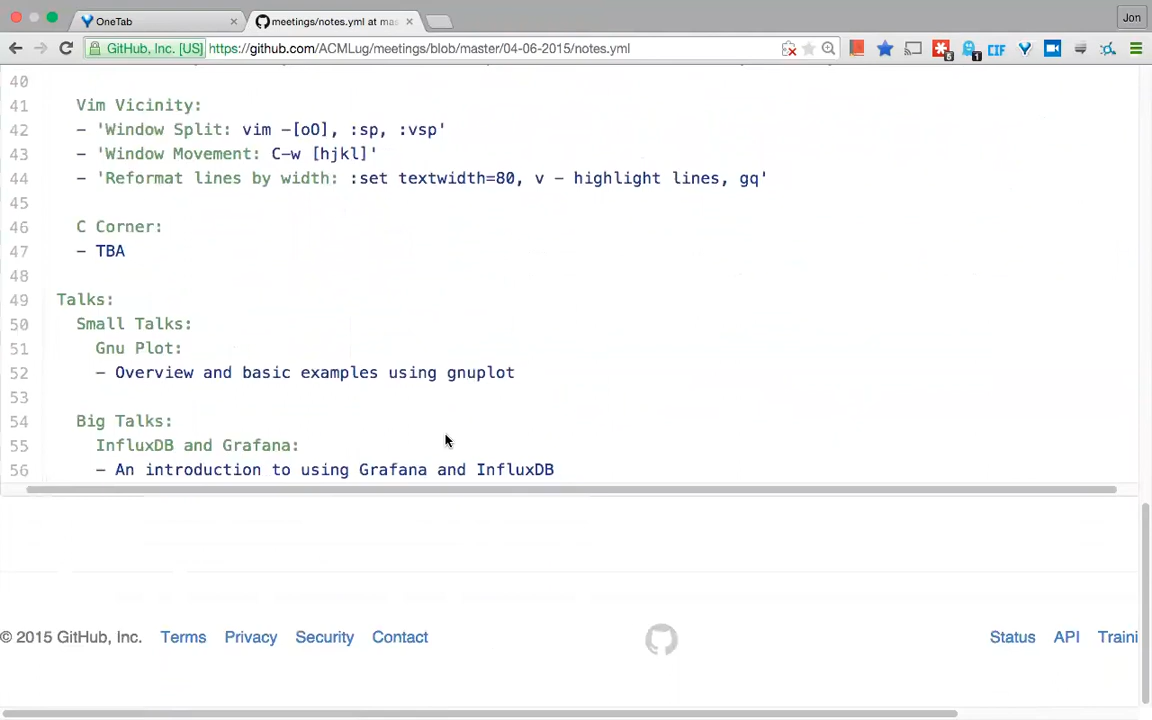 OneTab
meetings/notes.yml at mas
Jon
GitHub, Inc. [US] https://github.com/ACMLug/meetings/blob/master/04-06-2015/notes.yml
6
1
CIF
40
41 Vim Vicinity:
42 - 'Window Split: vim -[oO], :sp, :vsp'
43 - 'Window Movement: C-w [hjkl]'
44 - 'Reformat lines by width: :set textwidth=80, v - highlight lines, gq'
45
46 C Corner:
47 - TBA
48
49 Talks:
50 Small Talks:
51 Gnu Plot:
52 - Overview and basic examples using gnuplot
53
54 Big Talks:
55 InfluxDB and Grafana:
56 - An introduction to using Grafana and InfluxDB
© 2015 GitHub, Inc. Terms Privacy Security Contact Status API Traini